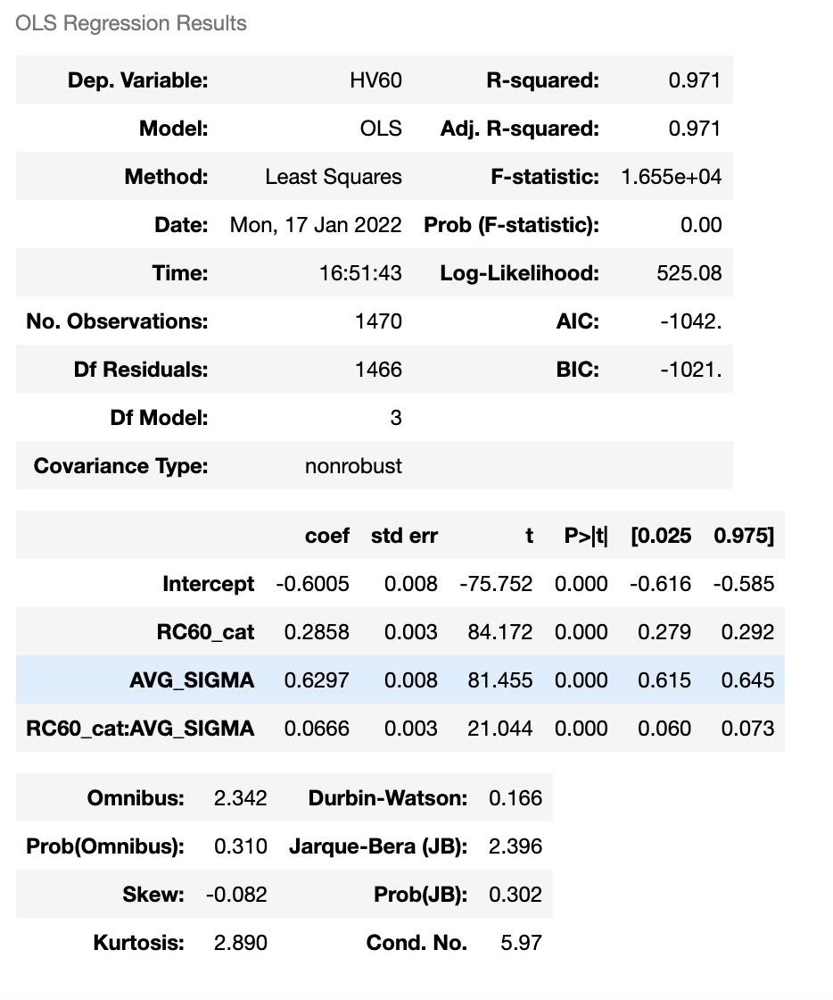 OLS Regression Results
Dep. Variable: HV60 R-squared: 0.971
Model: OLS Adj. R-squared: 0.971
Method: Least Squares F-statistic: 1.655e+04
Date: Mon, 17 Jan 2022 Prob (F-statistic): 0.00
Time: 16:51:43 Log-Likelihood: 525.08
No. Observations: 1470 AIC: -1042.
Df Residuals: 1466 BIC: -1021.
Df Model: 3
Covariance Type: nonrobust
coef std err t P>|t| [0.025 0.975]
Intercept -0.6005 0.008 -75.752 0.000 -0.616 -0.585
RC60_cat 0.2858 0.003 84.172 0.000 0.279 0.292
AVG_SIGMA 0.6297 0.008 81.455 0.000 0.615 0.645
RC60_cat:AVG_SIGMA 0.0666 0.003 21.044 0.000 0.060 0.073
Omnibus: 2.342 Durbin-Watson: 0.166
Prob(Omnibus): 0.310 Jarque-Bera (JB): 2.396
Skew: -0.082 Prob(JB): 0.302
Kurtosis: 2.890 Cond. No. 5.97